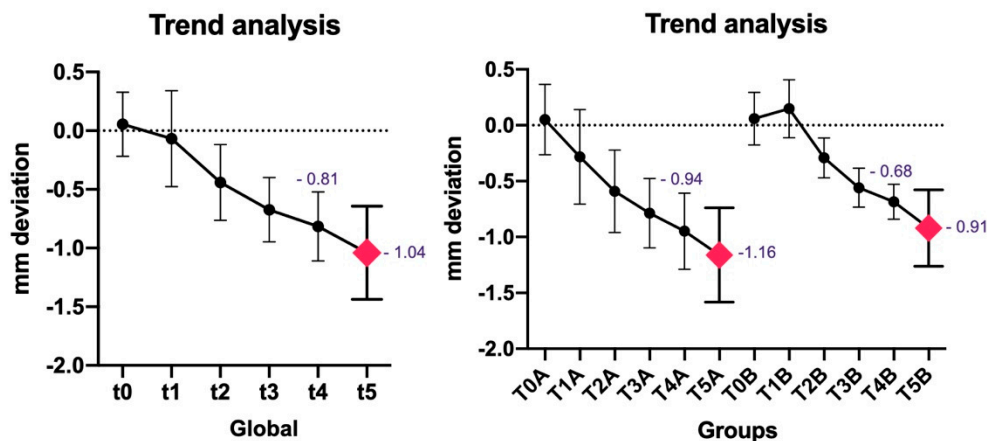 Trend analysis
0.5
0.0
-0.5
-1.0
-1.5
-2.0
mm deviation
- 0.81
- 1.04
t0 t1 t2 t3 t4 t5
Global
Trend analysis
0.5
0.0
-0.5
-1.0
-1.5
-2.0
mm deviation
- 0.94
-1.16
- 0.68
- 0.91
T0A T1A T2A T3A T4A T5A T0B T1B T2B T3B T4B T5B
Groups